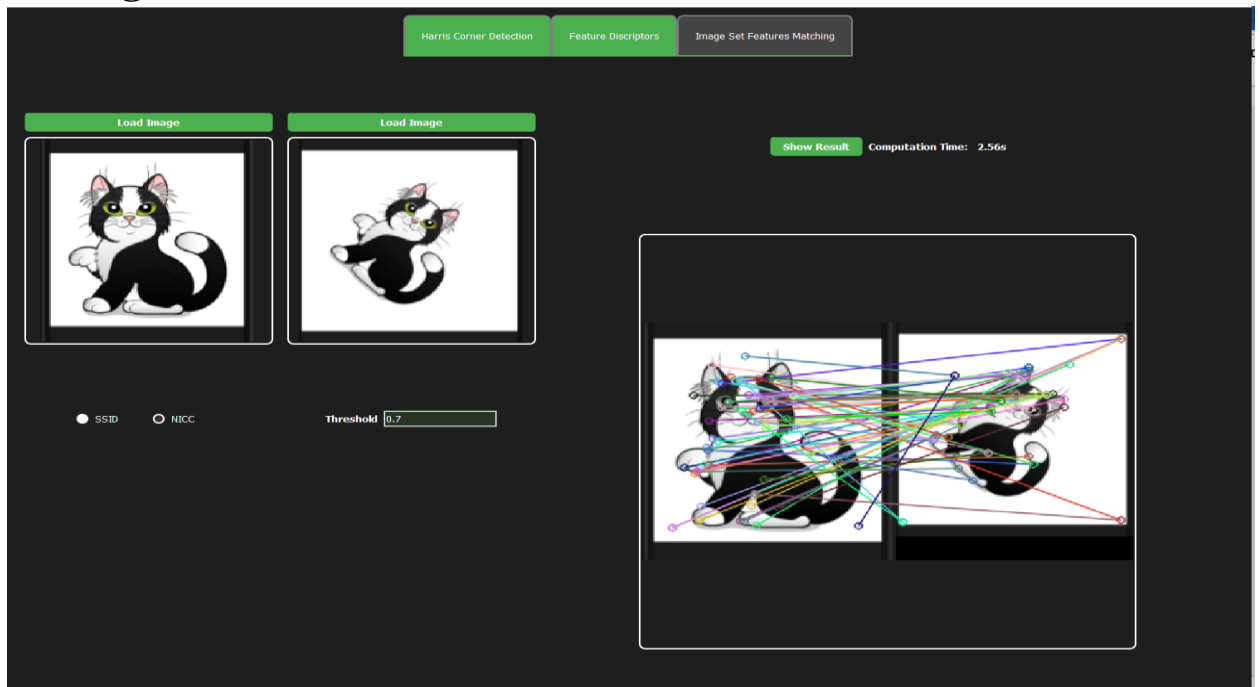 Harris Corner Detection
Feature Discriptors
Image Set Features Matching
Load Image
Load Image
Show Result
Computation Time: 2.56s
SSID
NICC
Threshold 0.7